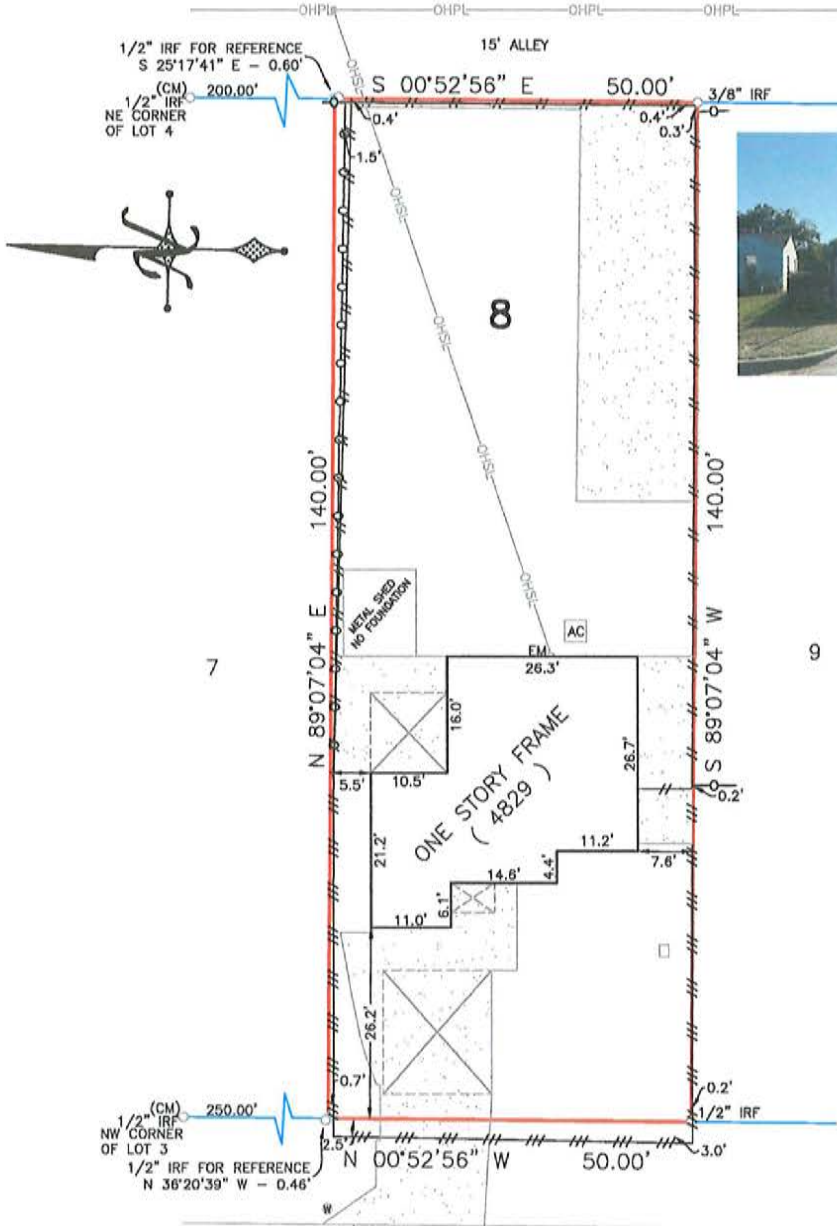 OHPL OHPL OHPL OHPL
15' ALLEY
1/2" IRF FOR REFERENCE
S 25°17'41" E - 0.60'
OHSL
(CM)
1/2" IRF
NE CORNER
OF LOT 4
200.00'
S 00°52'56" E 50.00'
3/8" IRF
0.4'
0.4'
0.3'
1.5'
OHSL
8
OHSL
OHSL
N 89°07'04" E 140.00'
S 89°07'04" W 140.00'
OHSL
METAL SHED
NO FOUNDATION
AC
EM
26.3'
7
9
16.0'
ONE STORY FRAME
( 4829 )
26.7'
5.5'
10.5'
0.2'
21.2'
11.2'
7.6'
14.6'
4.4'
6.1'
11.0'
26.2'
0.7'
0.2'
(CM)
1/2" IRF
NW CORNER
OF LOT 3
250.00'
1/2" IRF
2.5'
N 00°52'56" W 50.00'
3.0'
1/2" IRF FOR REFERENCE
N 36°20'39" W - 0.46'
W